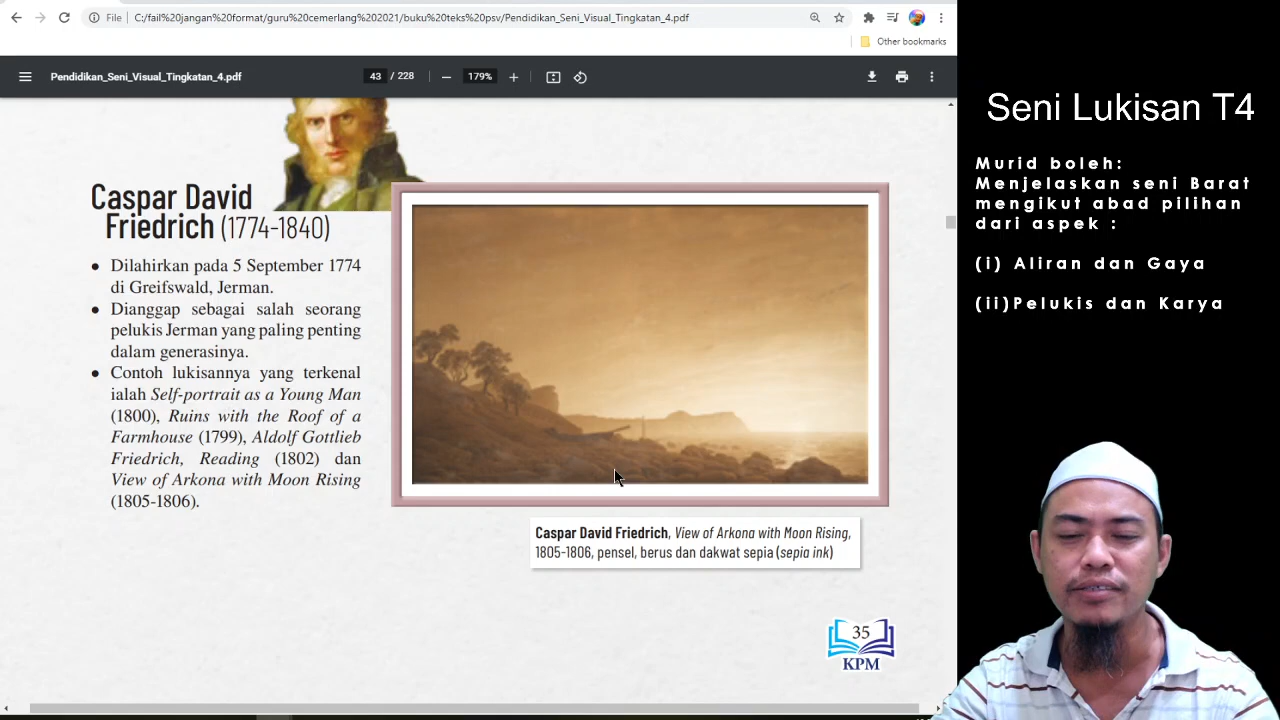 File
C:/fail%20jangan%20format/guru%20cemerlang%202021/buku%20teks%20psv/Pendidikan_Seni_Visual_Tingkatan_4.pdf
Other bookmarks
Pendidikan_Seni_Visual_Tingkatan_4.pdf
43 / 228
179%
Caspar David
Friedrich (1774-1840)
• Dilahirkan pada 5 September 1774
di Greifswald, Jerman.
• Dianggap sebagai salah seorang
pelukis Jerman yang paling penting
dalam generasinya.
• Contoh lukisannya yang terkenal
ialah Self-portrait as a Young Man
(1800), Ruins with the Roof of a
Farmhouse (1799), Aldolf Gottlieb
Friedrich, Reading (1802) dan
View of Arkona with Moon Rising
(1805-1806).
Caspar David Friedrich, View of Arkona with Moon Rising,
1805-1806, pensel, berus dan dakwat sepia (sepia ink)
35
KPM
Seni Lukisan T4
Murid boleh:
Menjelaskan seni Barat
mengikut abad pilihan
dari aspek :
(i) Aliran dan Gaya
(ii)Pelukis dan Karya